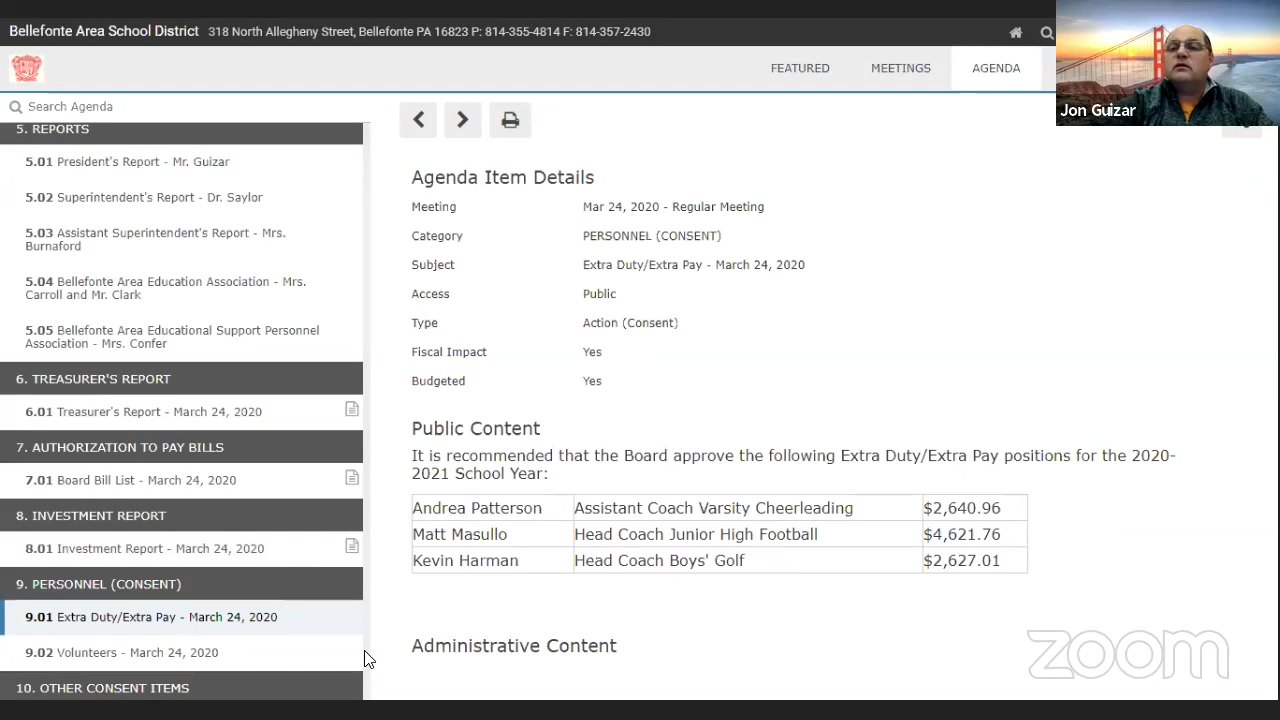 Bellefonte Area School District 318 North Allegheny Street, Bellefonte PA 16823 P: 814-355-4814 F: 814-357-2430
FEATURED MEETINGS AGENDA
Jon Guizar
Search Agenda
5. REPORTS
5.01 President's Report - Mr. Guizar
5.02 Superintendent's Report - Dr. Saylor
5.03 Assistant Superintendent's Report - Mrs.
Burnaford
5.04 Bellefonte Area Education Association - Mrs.
Carroll and Mr. Clark
5.05 Bellefonte Area Educational Support Personnel
Association - Mrs. Confer
6. TREASURER'S REPORT
6.01 Treasurer's Report - March 24, 2020
7. AUTHORIZATION TO PAY BILLS
7.01 Board Bill List - March 24, 2020
8. INVESTMENT REPORT
8.01 Investment Report - March 24, 2020
9. PERSONNEL (CONSENT)
9.01 Extra Duty/Extra Pay - March 24, 2020
9.02 Volunteers - March 24, 2020
10. OTHER CONSENT ITEMS
Agenda Item Details
Meeting Mar 24, 2020 - Regular Meeting
Category PERSONNEL (CONSENT)
Subject Extra Duty/Extra Pay - March 24, 2020
Access Public
Type Action (Consent)
Fiscal Impact Yes
Budgeted Yes
Public Content
It is recommended that the Board approve the following Extra Duty/Extra Pay positions for the 2020-
2021 School Year:
Andrea Patterson Assistant Coach Varsity Cheerleading $2,640.96
Matt Masullo Head Coach Junior High Football $4,621.76
Kevin Harman Head Coach Boys' Golf $2,627.01
Administrative Content
zoom